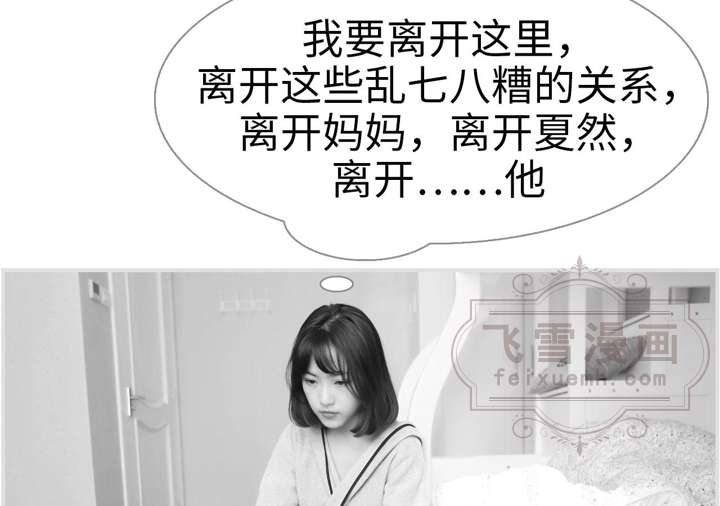 我要离开这里，
离开这些乱七八糟的关系，
离开妈妈，离开夏然，
离开……他
飞雪漫画
feixuemh.com